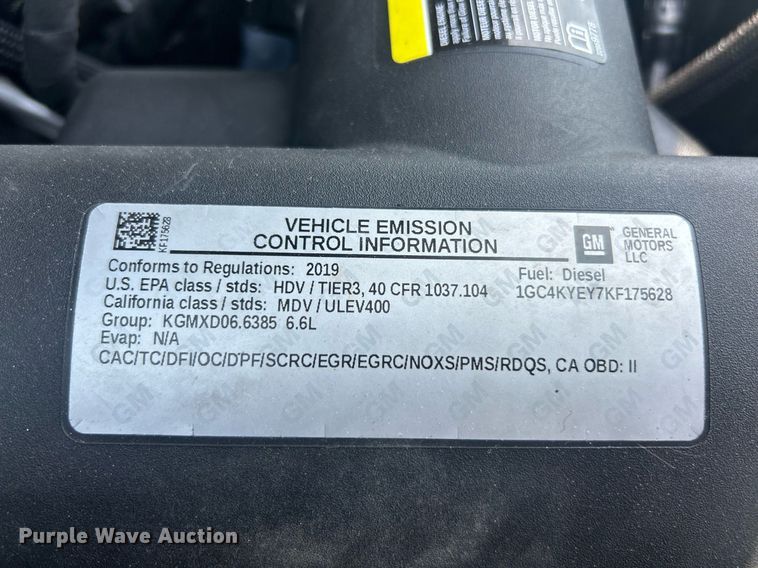 KF175628
VEHICLE EMISSION
CONTROL INFORMATION
GM
GENERAL
MOTORS
LLC
Conforms to Regulations: 2019
Fuel: Diesel
U.S. EPA class / stds: HDV / TIER3, 40 CFR 1037.104
1GC4KYEY7KF175628
California class / stds: MDV / ULEV400
Group: KGMXD06.6385 6.6L
Evap: N/A
CAC/TC/DFI/OC/DPF/SCRC/EGR/EGRC/NOXS/PMS/RDQS, CA OBD: II
Purple Wave Auction